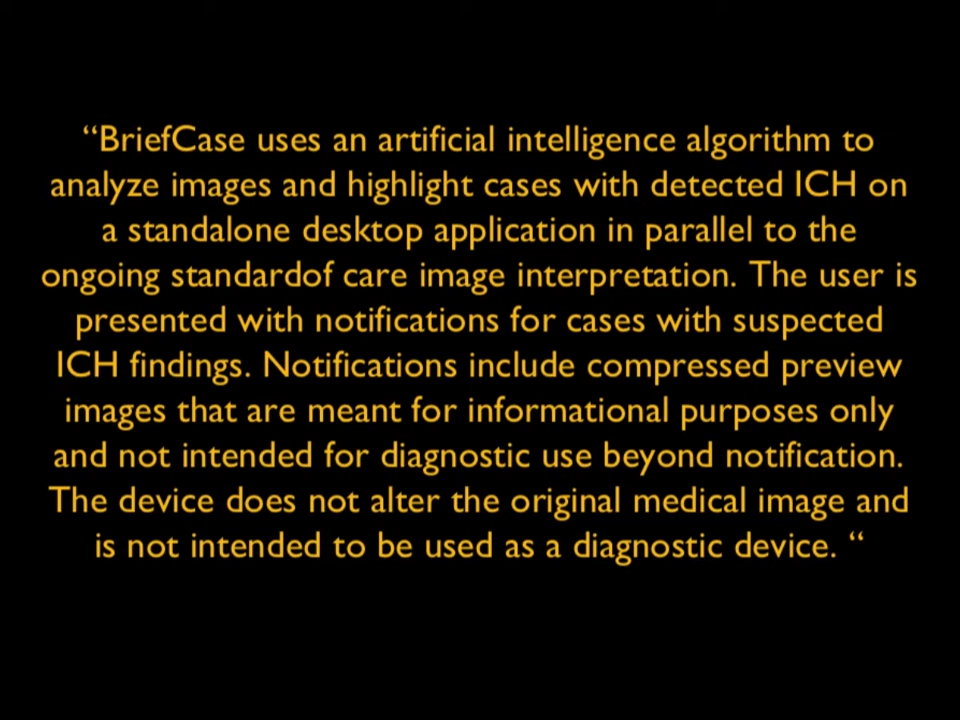 “BriefCase uses an artificial intelligence algorithm to
analyze images and highlight cases with detected ICH on
a standalone desktop application in parallel to the
ongoing standardof care image interpretation. The user is
presented with notifications for cases with suspected
ICH findings. Notifications include compressed preview
images that are meant for informational purposes only
and not intended for diagnostic use beyond notification.
The device does not alter the original medical image and
is not intended to be used as a diagnostic device. “